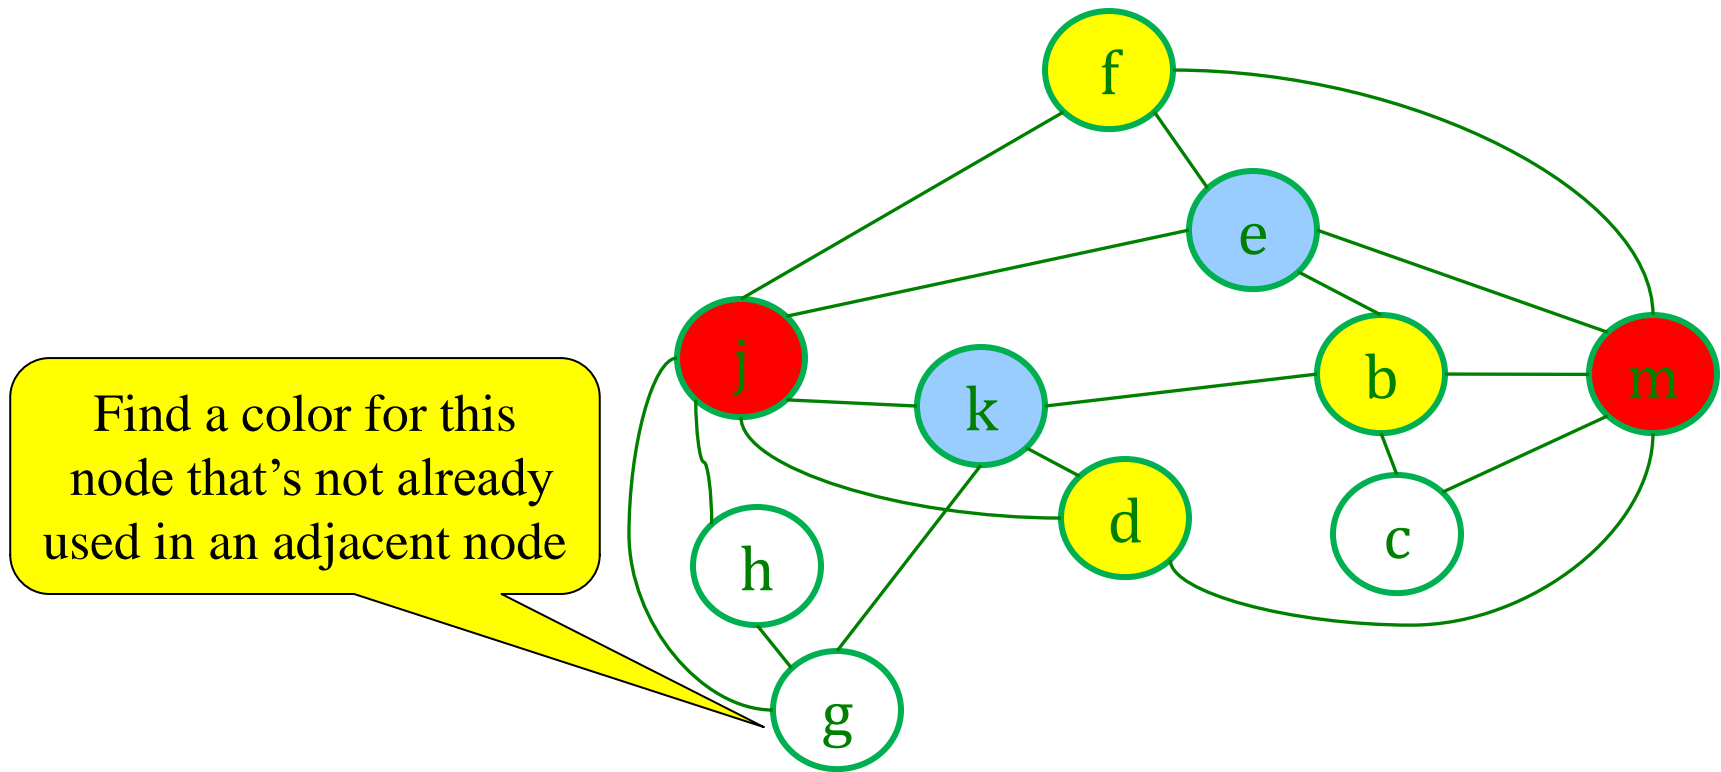 f
e
j
k
b
m
Find a color for this
node that’s not already
used in an adjacent node
d
c
h
g